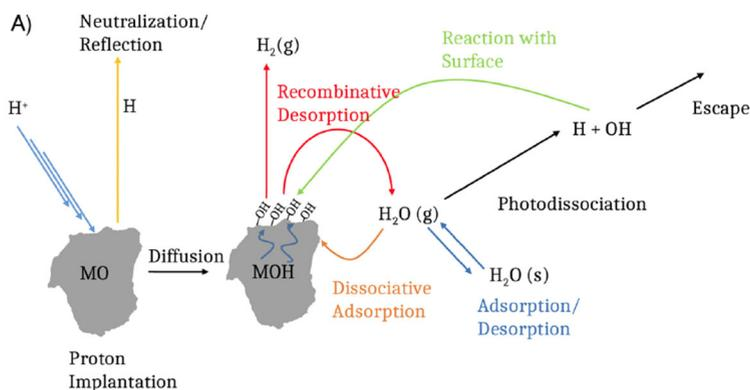 A)
Neutralization/
Reflection
H⁺
H
MO
Proton
Implantation
Diffusion
H₂(g)
Recombinative
Desorption
-OH
-OH
-OH
-OH
MOH
Dissociative
Adsorption
H₂O (g)
Reaction with
Surface
H + OH
Escape
Photodissociation
H₂O (s)
Adsorption/
Desorption